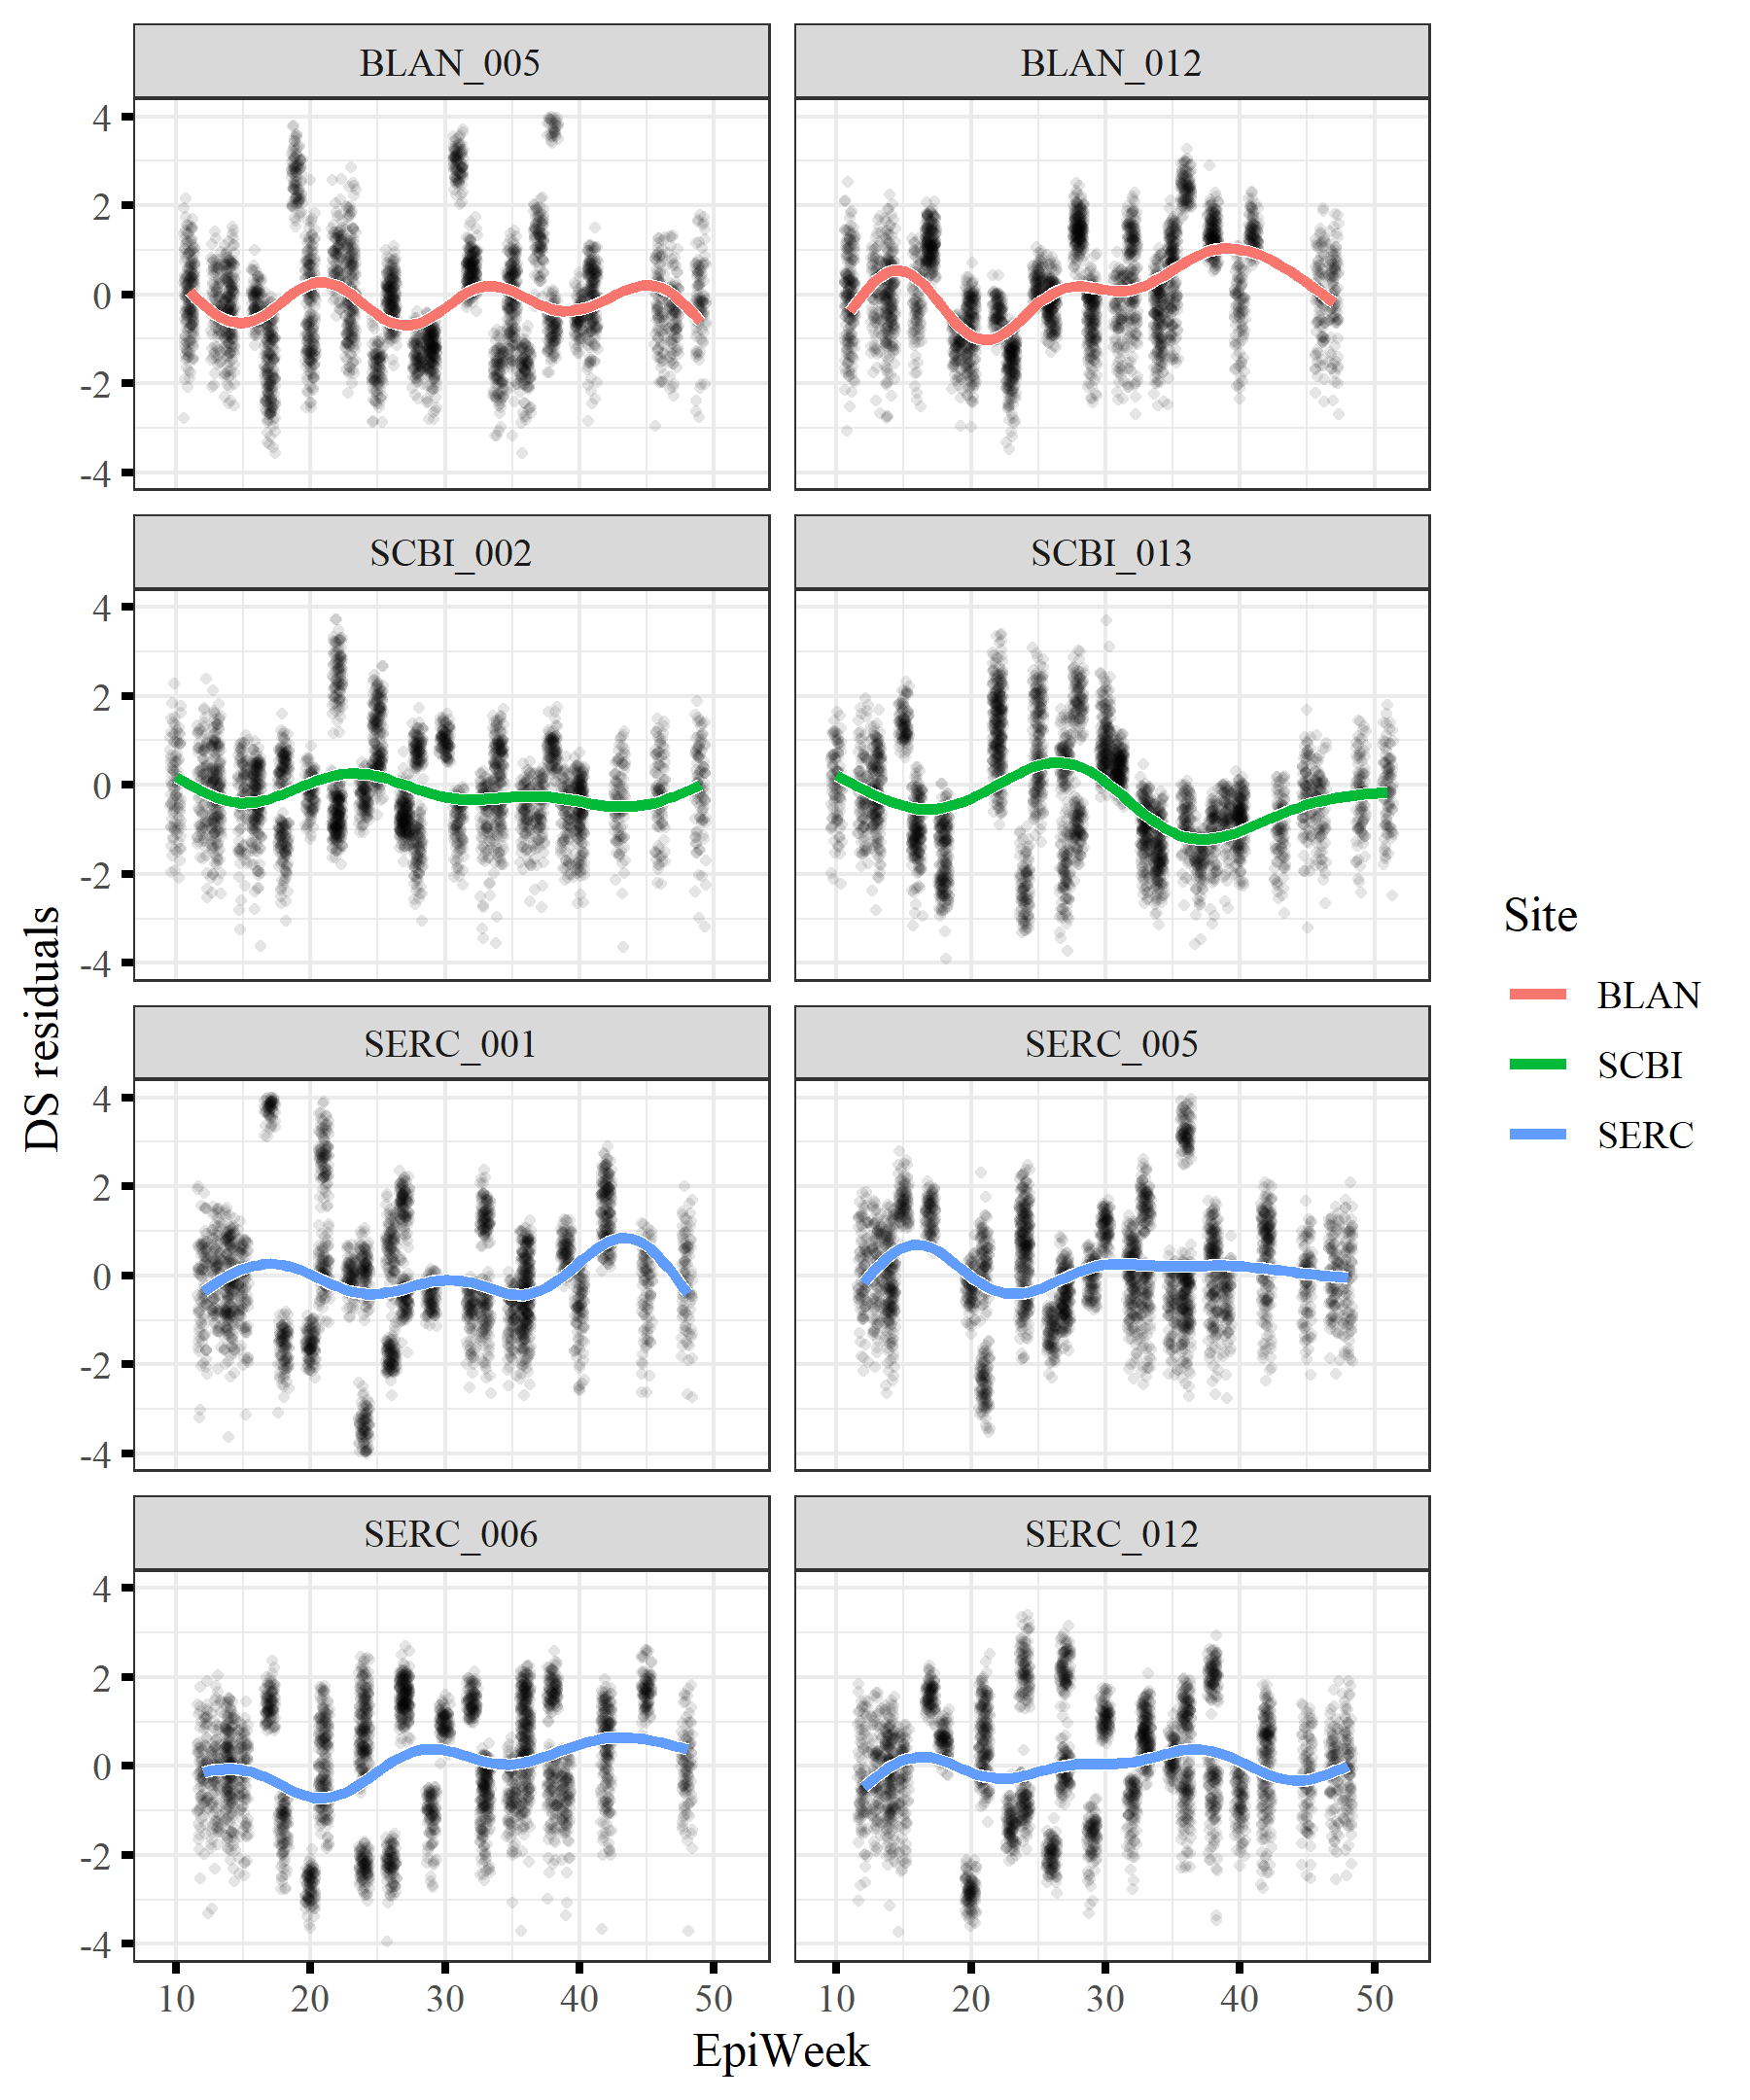 BLAN_005 BLAN_012
4
2
0
-2
-4
SCBI_002 SCBI_013
4
2
0
-2
-4
SERC_001 SERC_005
4
2
0
-2
-4
SERC_006 SERC_012
4
2
0
-2
-4
10 20 30 40 50 10 20 30 40 50
EpiWeek
DS residuals
Site
BLAN
SCBI
SERC